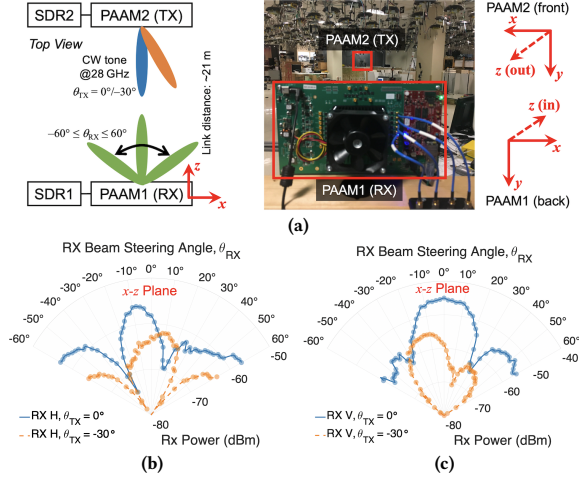 SDR2
PAAM2 (TX)
Top View
CW tone
@28 GHz
θTX = 0°/–30°
–60° ≤ θRX ≤ 60°
Link distance: ~21 m
z
SDR1
PAAM1 (RX)
x
PAAM2 (TX)
PAAM1 (RX)
PAAM2 (front)
x
z (out)
y
z (in)
x
y
PAAM1 (back)
(a)
RX Beam Steering Angle, θRX
x-z Plane
-60°
-50°
-40°
-30°
-20°
-10°
0°
10°
20°
30°
40°
50°
60°
-50
-60
-70
-80
RX H, θTX = 0°
RX H, θTX = -30°
Rx Power (dBm)
(b)
RX Beam Steering Angle, θRX
x-z Plane
-60°
-50°
-40°
-30°
-20°
-10°
0°
10°
20°
30°
40°
50°
60°
-50
-60
-70
-80
RX V, θTX = 0°
RX V, θTX = -30°
Rx Power (dBm)
(c)